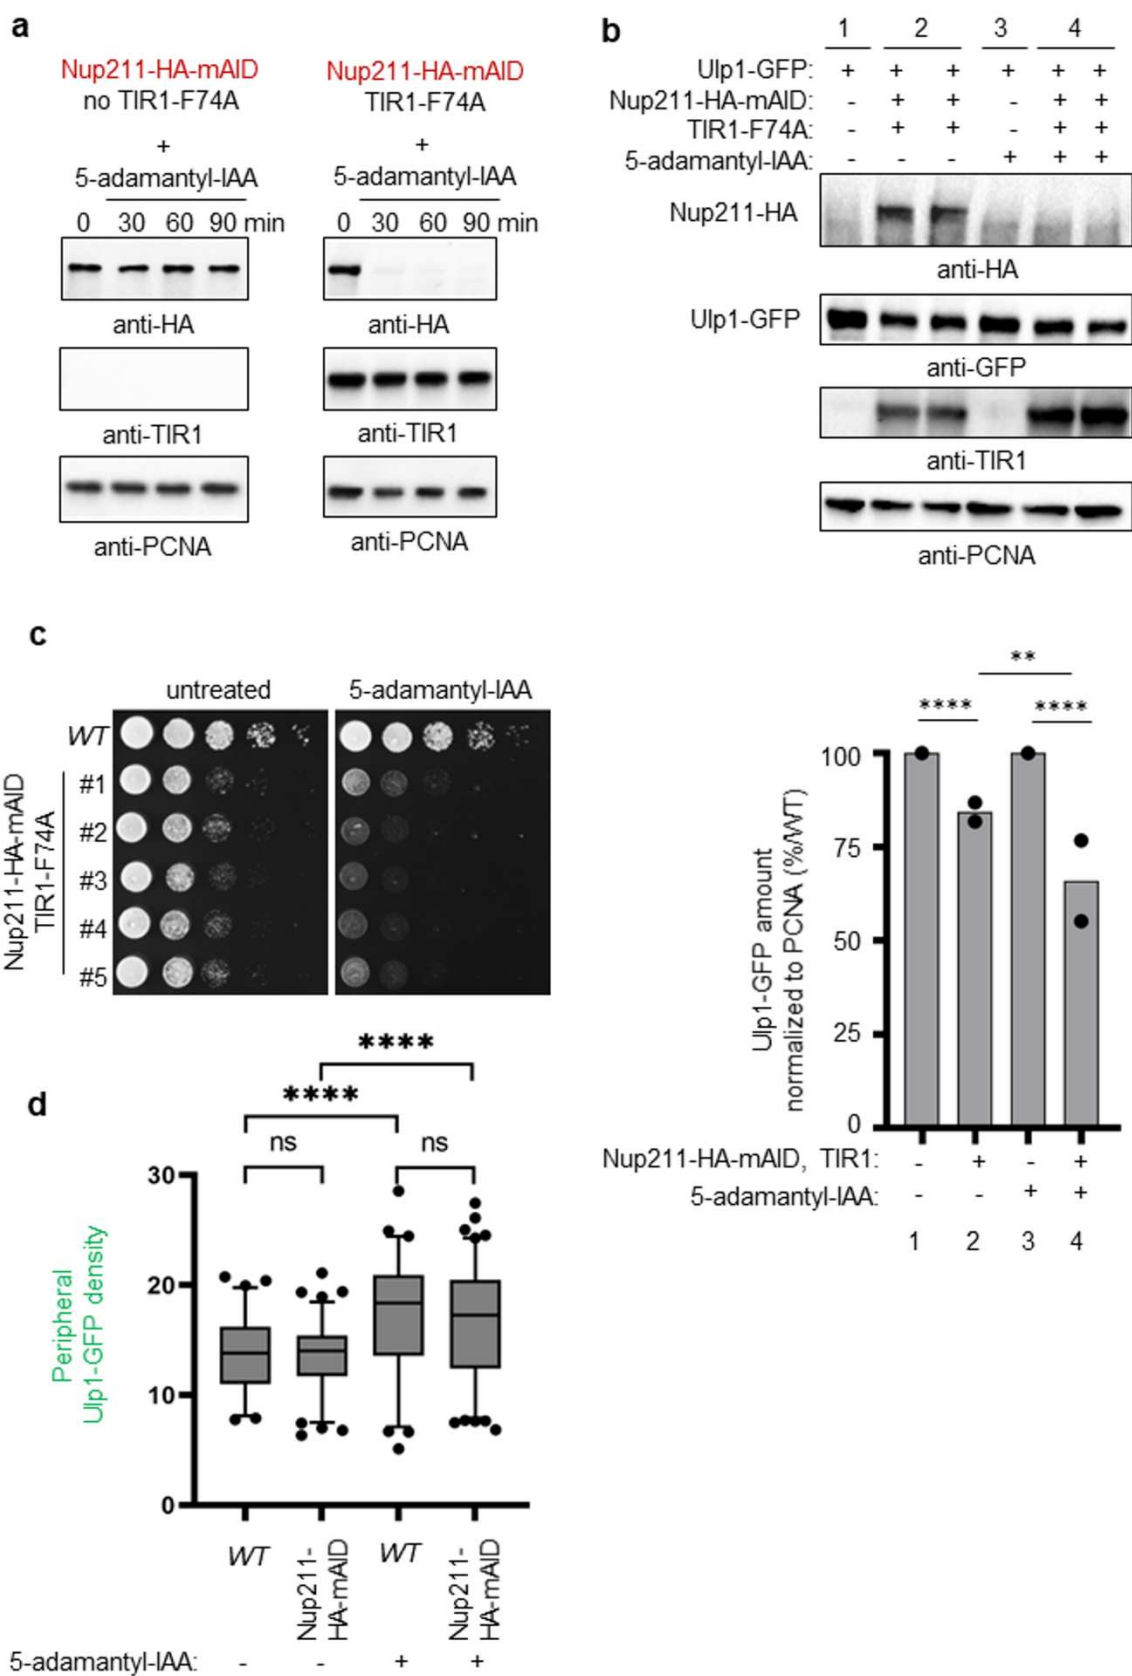 a
Nup211-HA-mAID
no TIR1-F74A
+
5-adamantyl-IAA
0 30 60 90 min
anti-HA
anti-TIR1
anti-PCNA
Nup211-HA-mAID
TIR1-F74A
+
5-adamantyl-IAA
0 30 60 90 min
anti-HA
anti-TIR1
anti-PCNA
b
1 2 3 4
Ulp1-GFP: + + + + + +
Nup211-HA-mAID: - + + - + +
TIR1-F74A: - + + - + +
5-adamantyl-IAA: - - - + + +
Nup211-HA
anti-HA
Ulp1-GFP
anti-GFP
anti-TIR1
anti-PCNA
**
**** ****
Ulp1-GFP amount
normalized to PCNA (%/WT)
100
75
50
25
0
Nup211-HA-mAID, TIR1: - + - +
5-adamantyl-IAA: - - + +
1 2 3 4
c
untreated 5-adamantyl-IAA
WT
Nup211-HA-mAID
TIR1-F74A
#1
#2
#3
#4
#5
d
****
****
ns ns
Peripheral
Ulp1-GFP density
30
20
10
0
WT
Nup211-
HA-mAID
WT
Nup211-
HA-mAID
5-adamantyl-IAA: - - + +